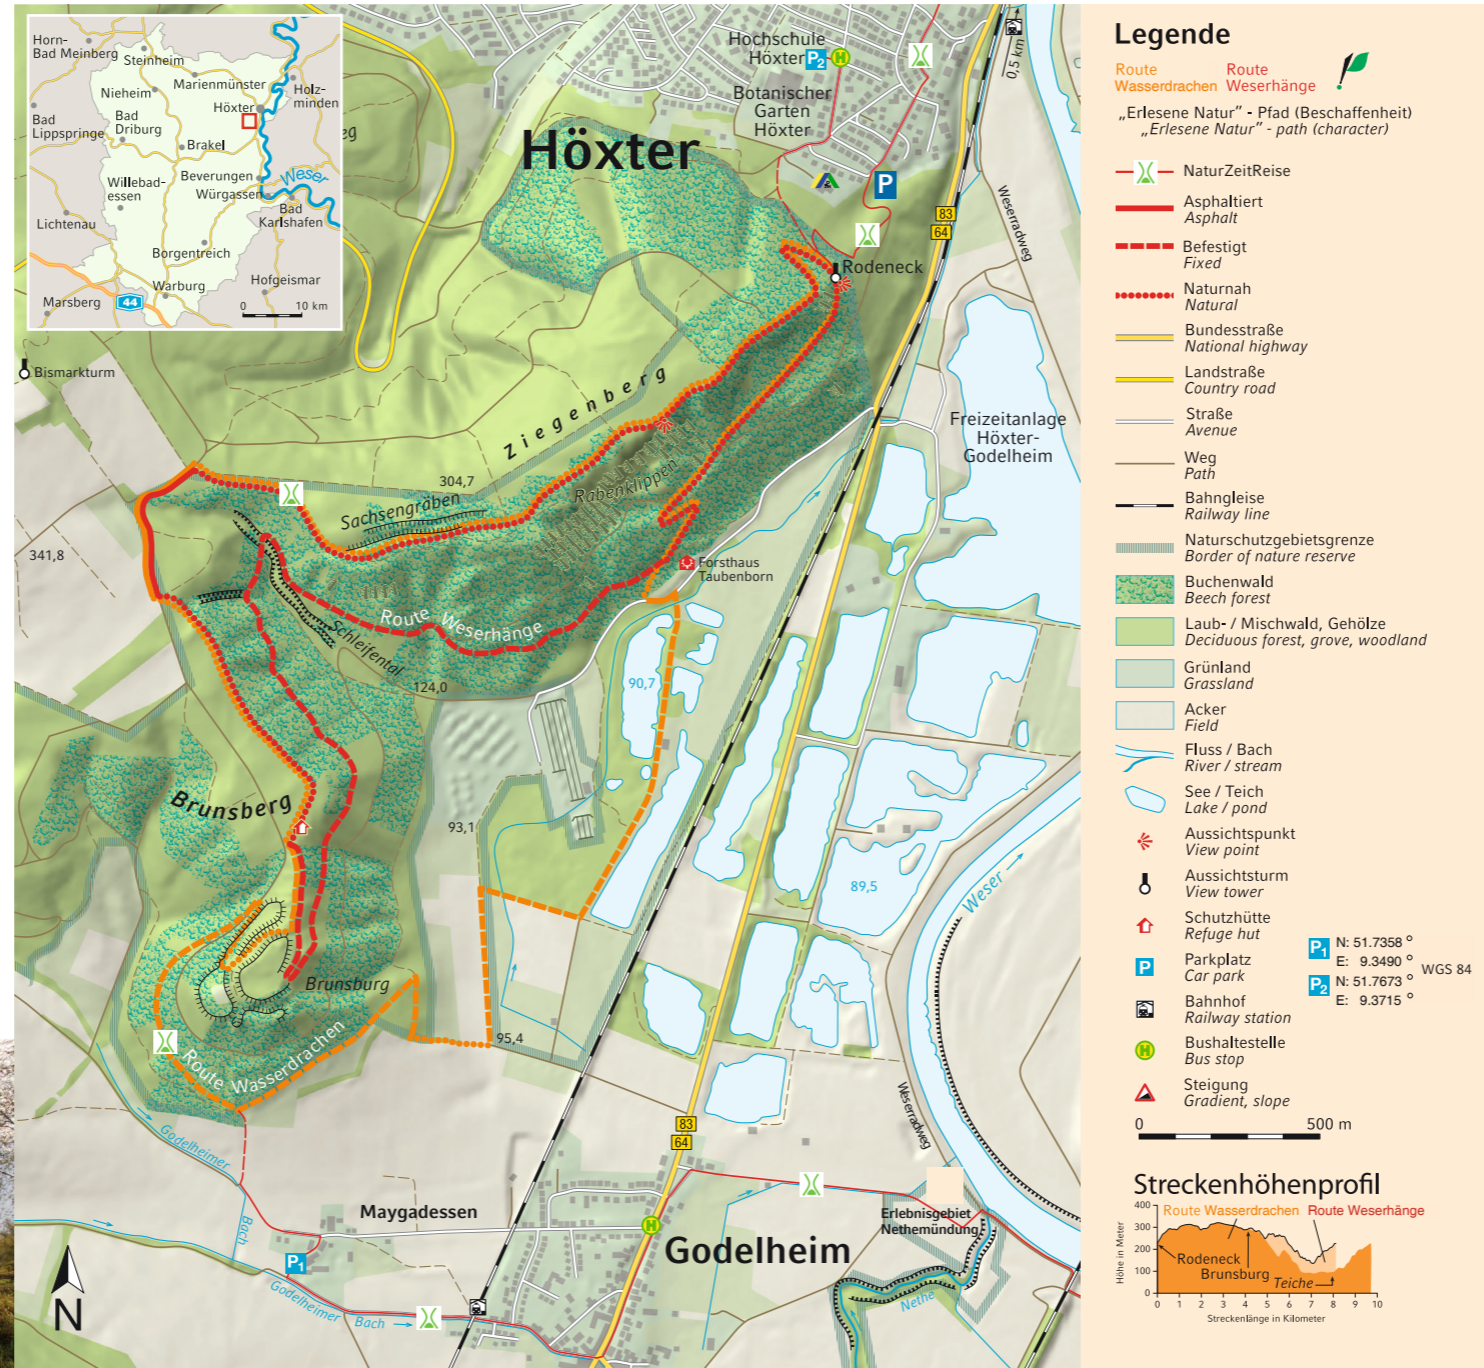 Horn-
Bad Meinberg
Steinheim
Marienmünster
Nieheim
Höxter
Holz-
minden
Bad
Lippspringe
Bad
Driburg
Brakel
Beverungen
Willebad-
essen
Würgassen
Weser
Bad
Karlshafen
Lichtenau
Borgentreich
Hofgeismar
Warburg
Marsberg
44
0 10 km
Hochschule
Höxter
P2
H
Botanischer
Garten
Höxter
0,5 km
Höxter
P
83
64
Weserradweg
Rodeneck
Bismarkturm
Ziegenberg
Freizeitanlage
Höxter-
Godelheim
Rabenklippen
304,7
Sachsengräben
341,8
Forsthaus
Taubenborn
Route Weserhänge
Schleifental
124,0
90,7
Brunsberg
93,1
89,5
Weser
Brunsburg
95,4
Route Wasserdrachen
Weserradweg
83
64
Godelheimer
Bach
Maygadessen
P1
H
Godelheim
Erlebnisgebiet
Nethemündung
Godelheimer Bach
Nethe
N
Legende
Route
Wasserdrachen
Route
Weserhänge
„Erlesene Natur” - Pfad (Beschaffenheit)
„Erlesene Natur” - path (character)
NaturZeitReise
Asphaltiert
Asphalt
Befestigt
Fixed
Naturnah
Natural
Bundesstraße
National highway
Landstraße
Country road
Straße
Avenue
Weg
Path
Bahngleise
Railway line
Naturschutzgebietsgrenze
Border of nature reserve
Buchenwald
Beech forest
Laub- / Mischwald, Gehölze
Deciduous forest, grove, woodland
Grünland
Grassland
Acker
Field
Fluss / Bach
River / stream
See / Teich
Lake / pond
Aussichtspunkt
View point
Aussichtsturm
View tower
Schutzhütte
Refuge hut
P Parkplatz
Car park
P1 N: 51.7358 °
E: 9.3490 °
WGS 84
P2 N: 51.7673 °
E: 9.3715 °
Bahnhof
Railway station
H Bushaltestelle
Bus stop
Steigung
Gradient, slope
0 500 m
Streckenhöhenprofil
Route Wasserdrachen Route Weserhänge
Höhe in Meter
400
300
200
100
0
Rodeneck
Brunsburg
Teiche
0 1 2 3 4 5 6 7 8 9 10
Streckenlänge in Kilometer